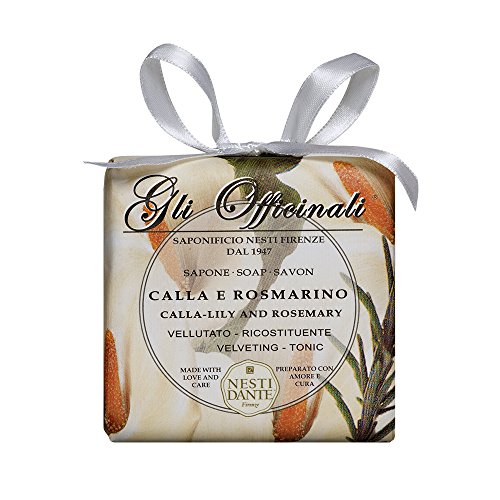 Gli Officinali
SAPONIFICIO NESTI FIRENZE
DAL 1947
SAPONE · SOAP · SAVON
CALLA E ROSMARINO
CALLA-LILY AND ROSEMARY
VELLUTATO - RICOSTITUENTE
VELVETING - TONIC
MADE WITH
LOVE AND
CARE
NESTI
DANTE
Firenze
PREPARATO CON
AMORE E
CURA